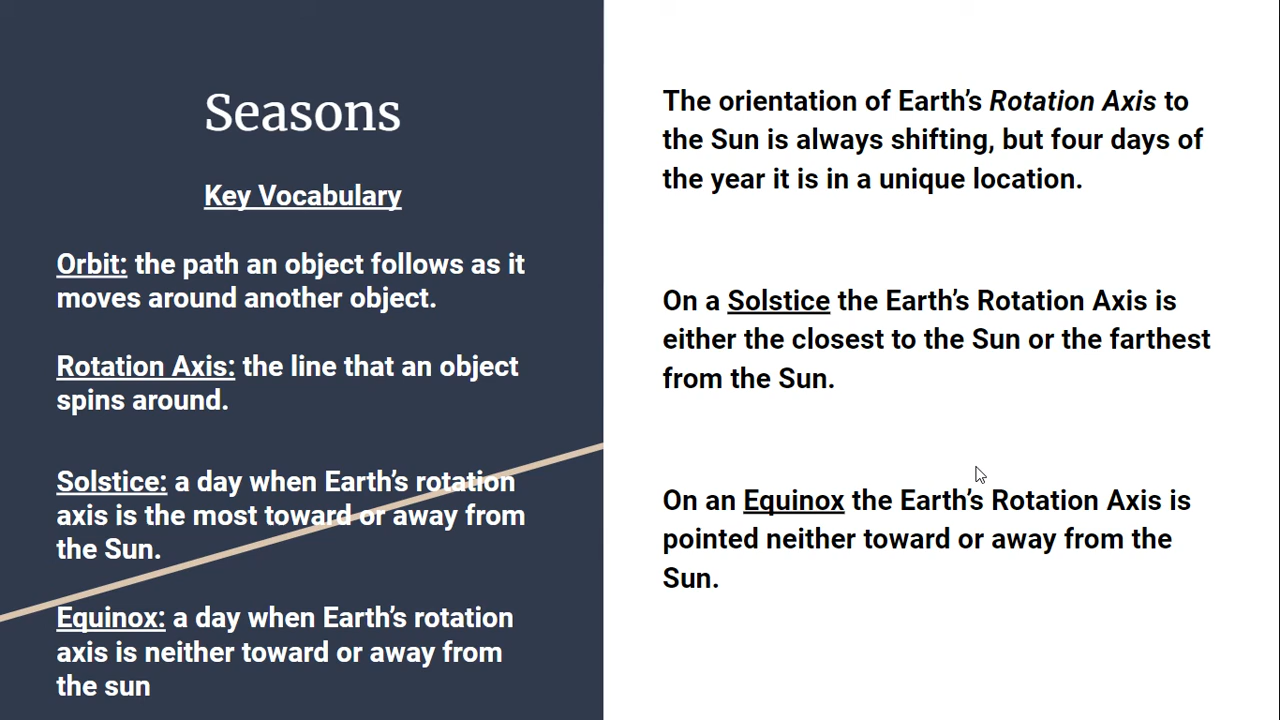 Seasons
Key Vocabulary
Orbit: the path an object follows as it
moves around another object.
Rotation Axis: the line that an object
spins around.
Solstice: a day when Earth's rotation
axis is the most toward or away from
the Sun.
Equinox: a day when Earth's rotation
axis is neither toward or away from
the sun
The orientation of Earth's Rotation Axis to
the Sun is always shifting, but four days of
the year it is in a unique location.
On a Solstice the Earth's Rotation Axis is
either the closest to the Sun or the farthest
from the Sun.
On an Equinox the Earth's Rotation Axis is
pointed neither toward or away from the
Sun.